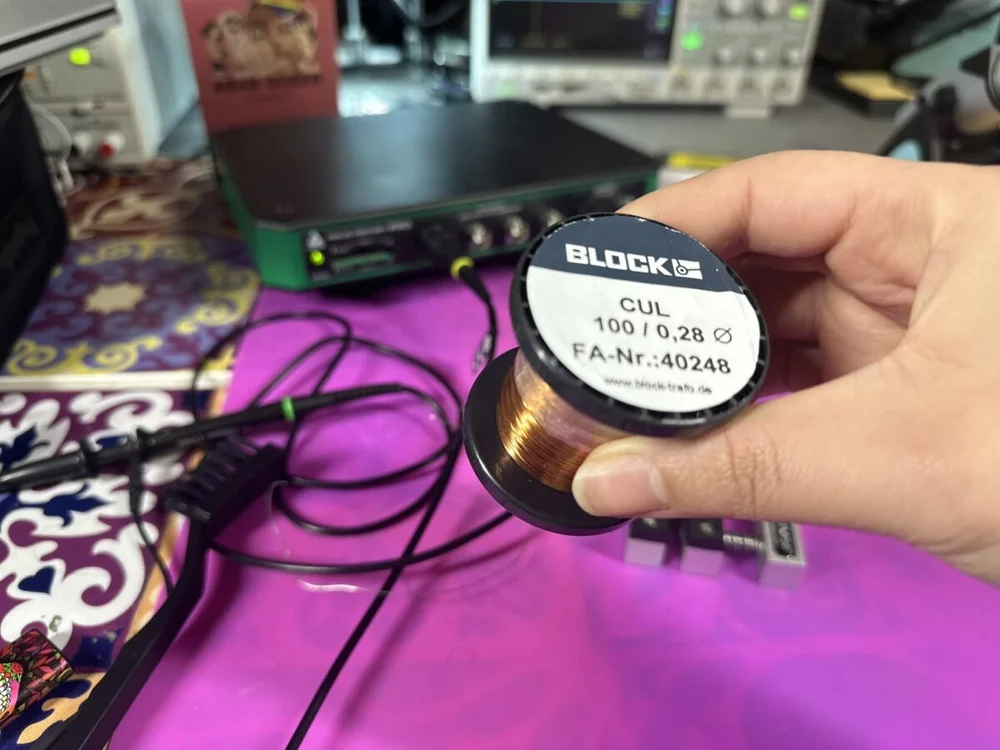 BLOCK
CUL
100 / 0,28 Ø
FA-Nr.:40248
www.block-trafo.de